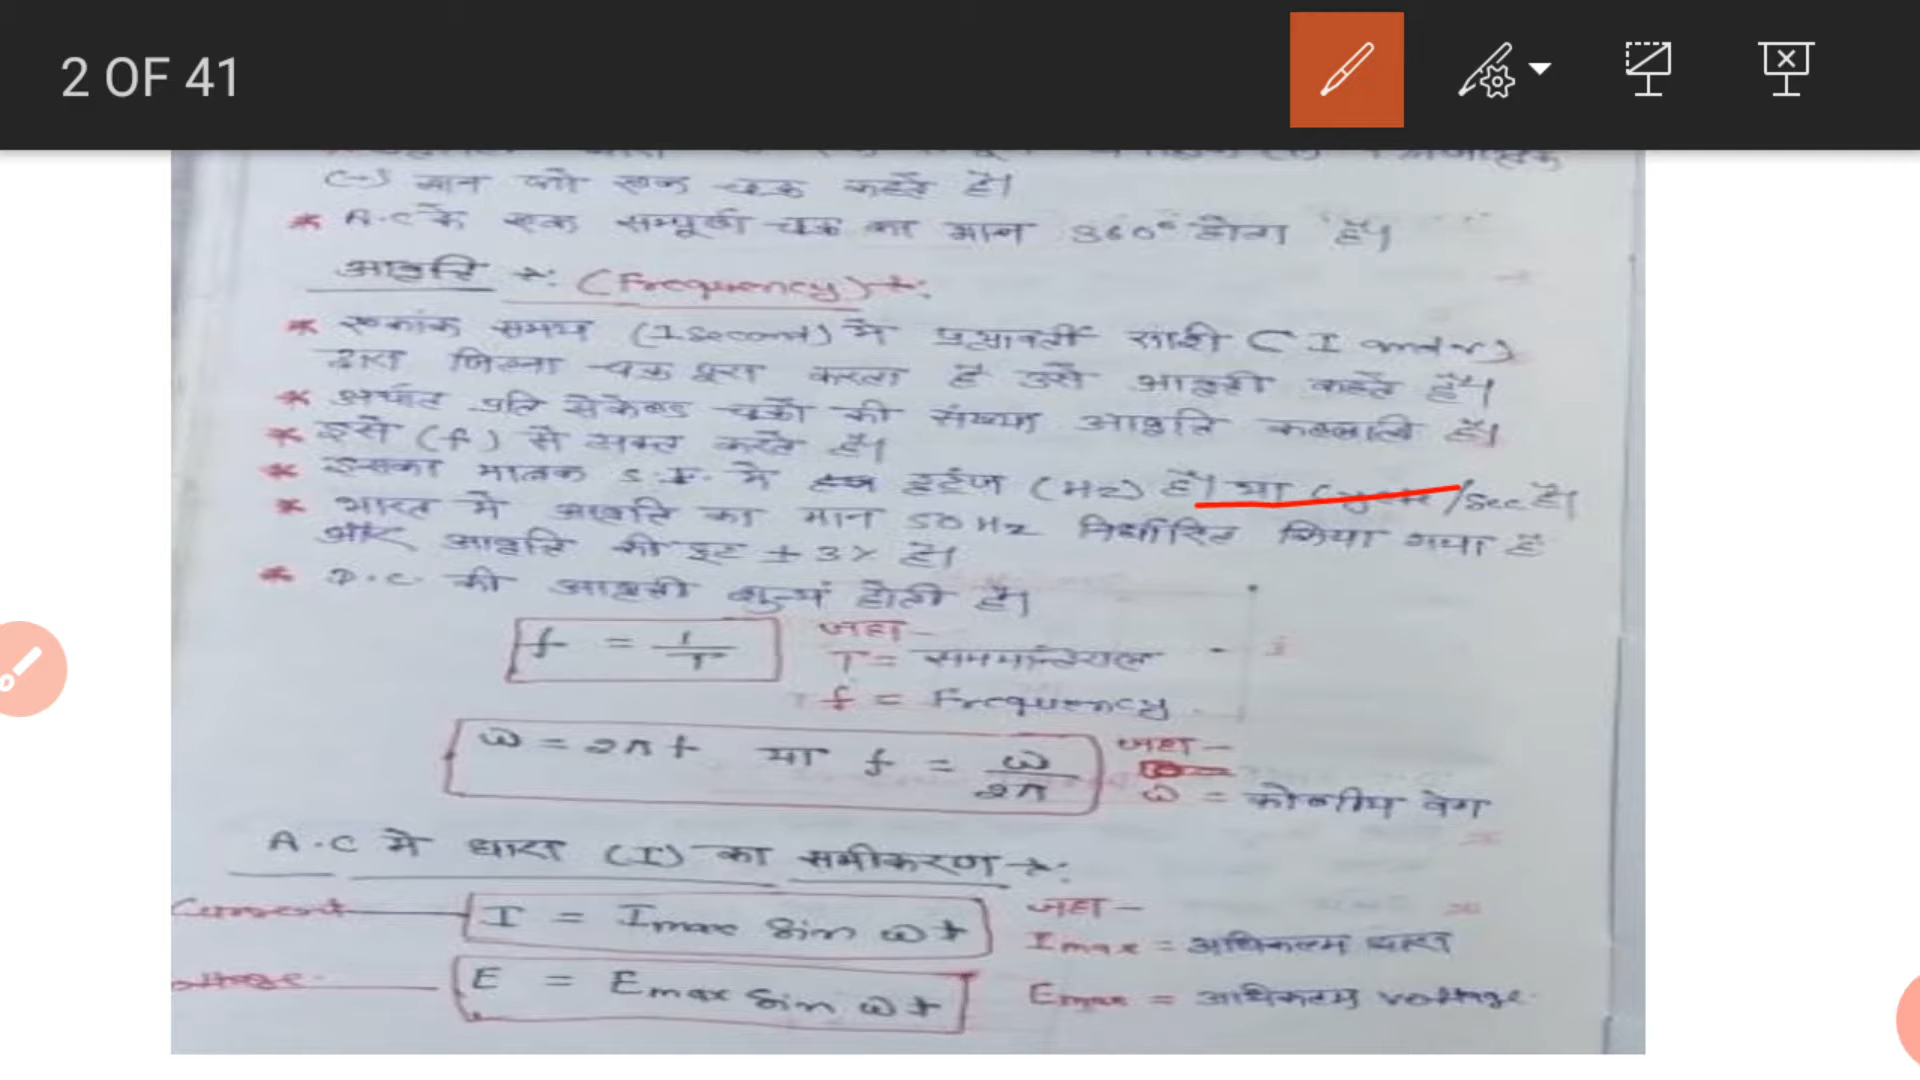 2 OF 41
(-) मान को एक चक्र कहते है।
* A.C के एक सम्पूर्ण चक्र का मान 360° होता है।
आवृति →: (Frequency) →:
* एकांक समय (1 Second) में प्रत्यावर्ती राशी ( I and v )
द्वारा जितना चक्र पूरा करता है उसे आवृती कहते है।
* अर्थात प्रति सेकेण्ड चक्रो की संख्या आवृति कहलाती है।
* इसे (f) से व्यक्त करते है।
* इसका मात्रक S.I. में हर्ट्ज (Hz) है। या Cycle/Sec है।
* भारत में आवृति का मान 50 Hz निर्धारित किया गया है
और आवृति की छूट ± 3% है।
* D.C. की आवृती शुन्य होती है।
f = 1/T जहा-
T = समयान्तराल
f = Frequency
ω = 2π f या f = ω/2π जहा-
ω = कोणीय वेग
A.C में धारा (I) का समीकरण →:
Current I = Imax Sin ωt जहा-
Imax = अधिकतम धारा
voltage E = Emax Sin ωt Emax = अधिकतम voltage.